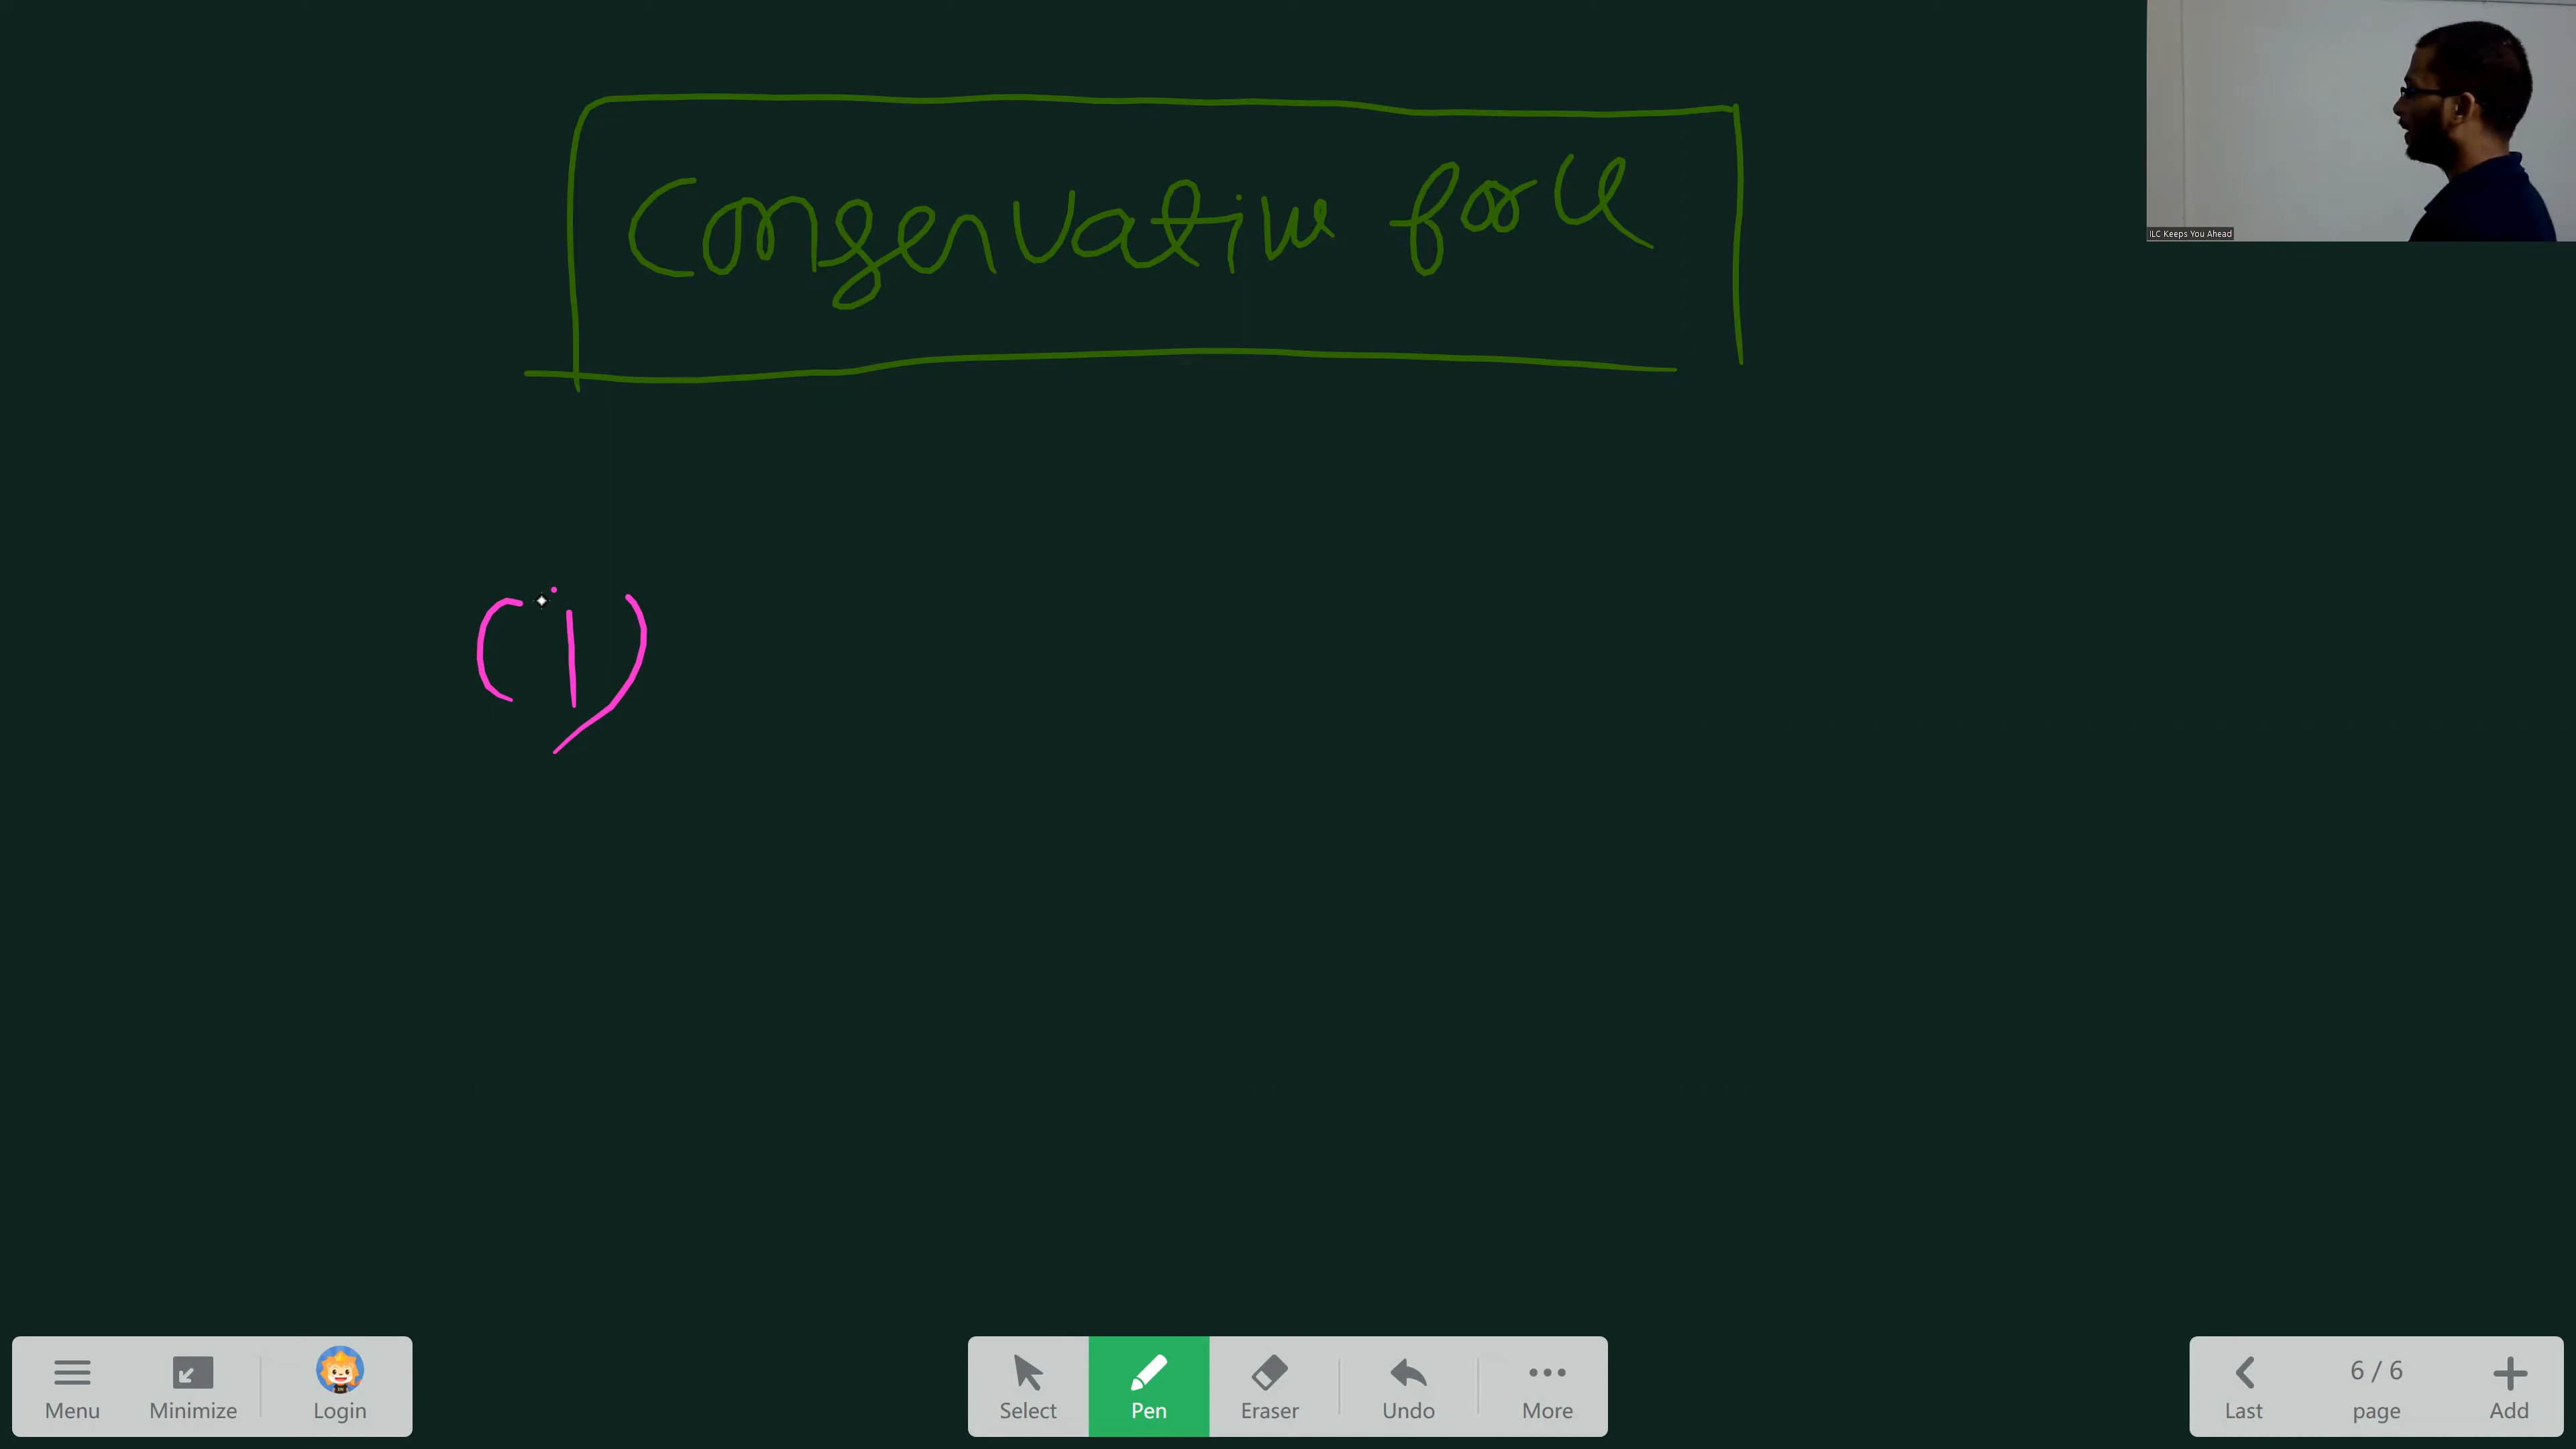 Conservative force
ILC Keeps You Ahead
(i)
Menu Minimize Login Select Pen Eraser Undo More Last 6 / 6 page Add